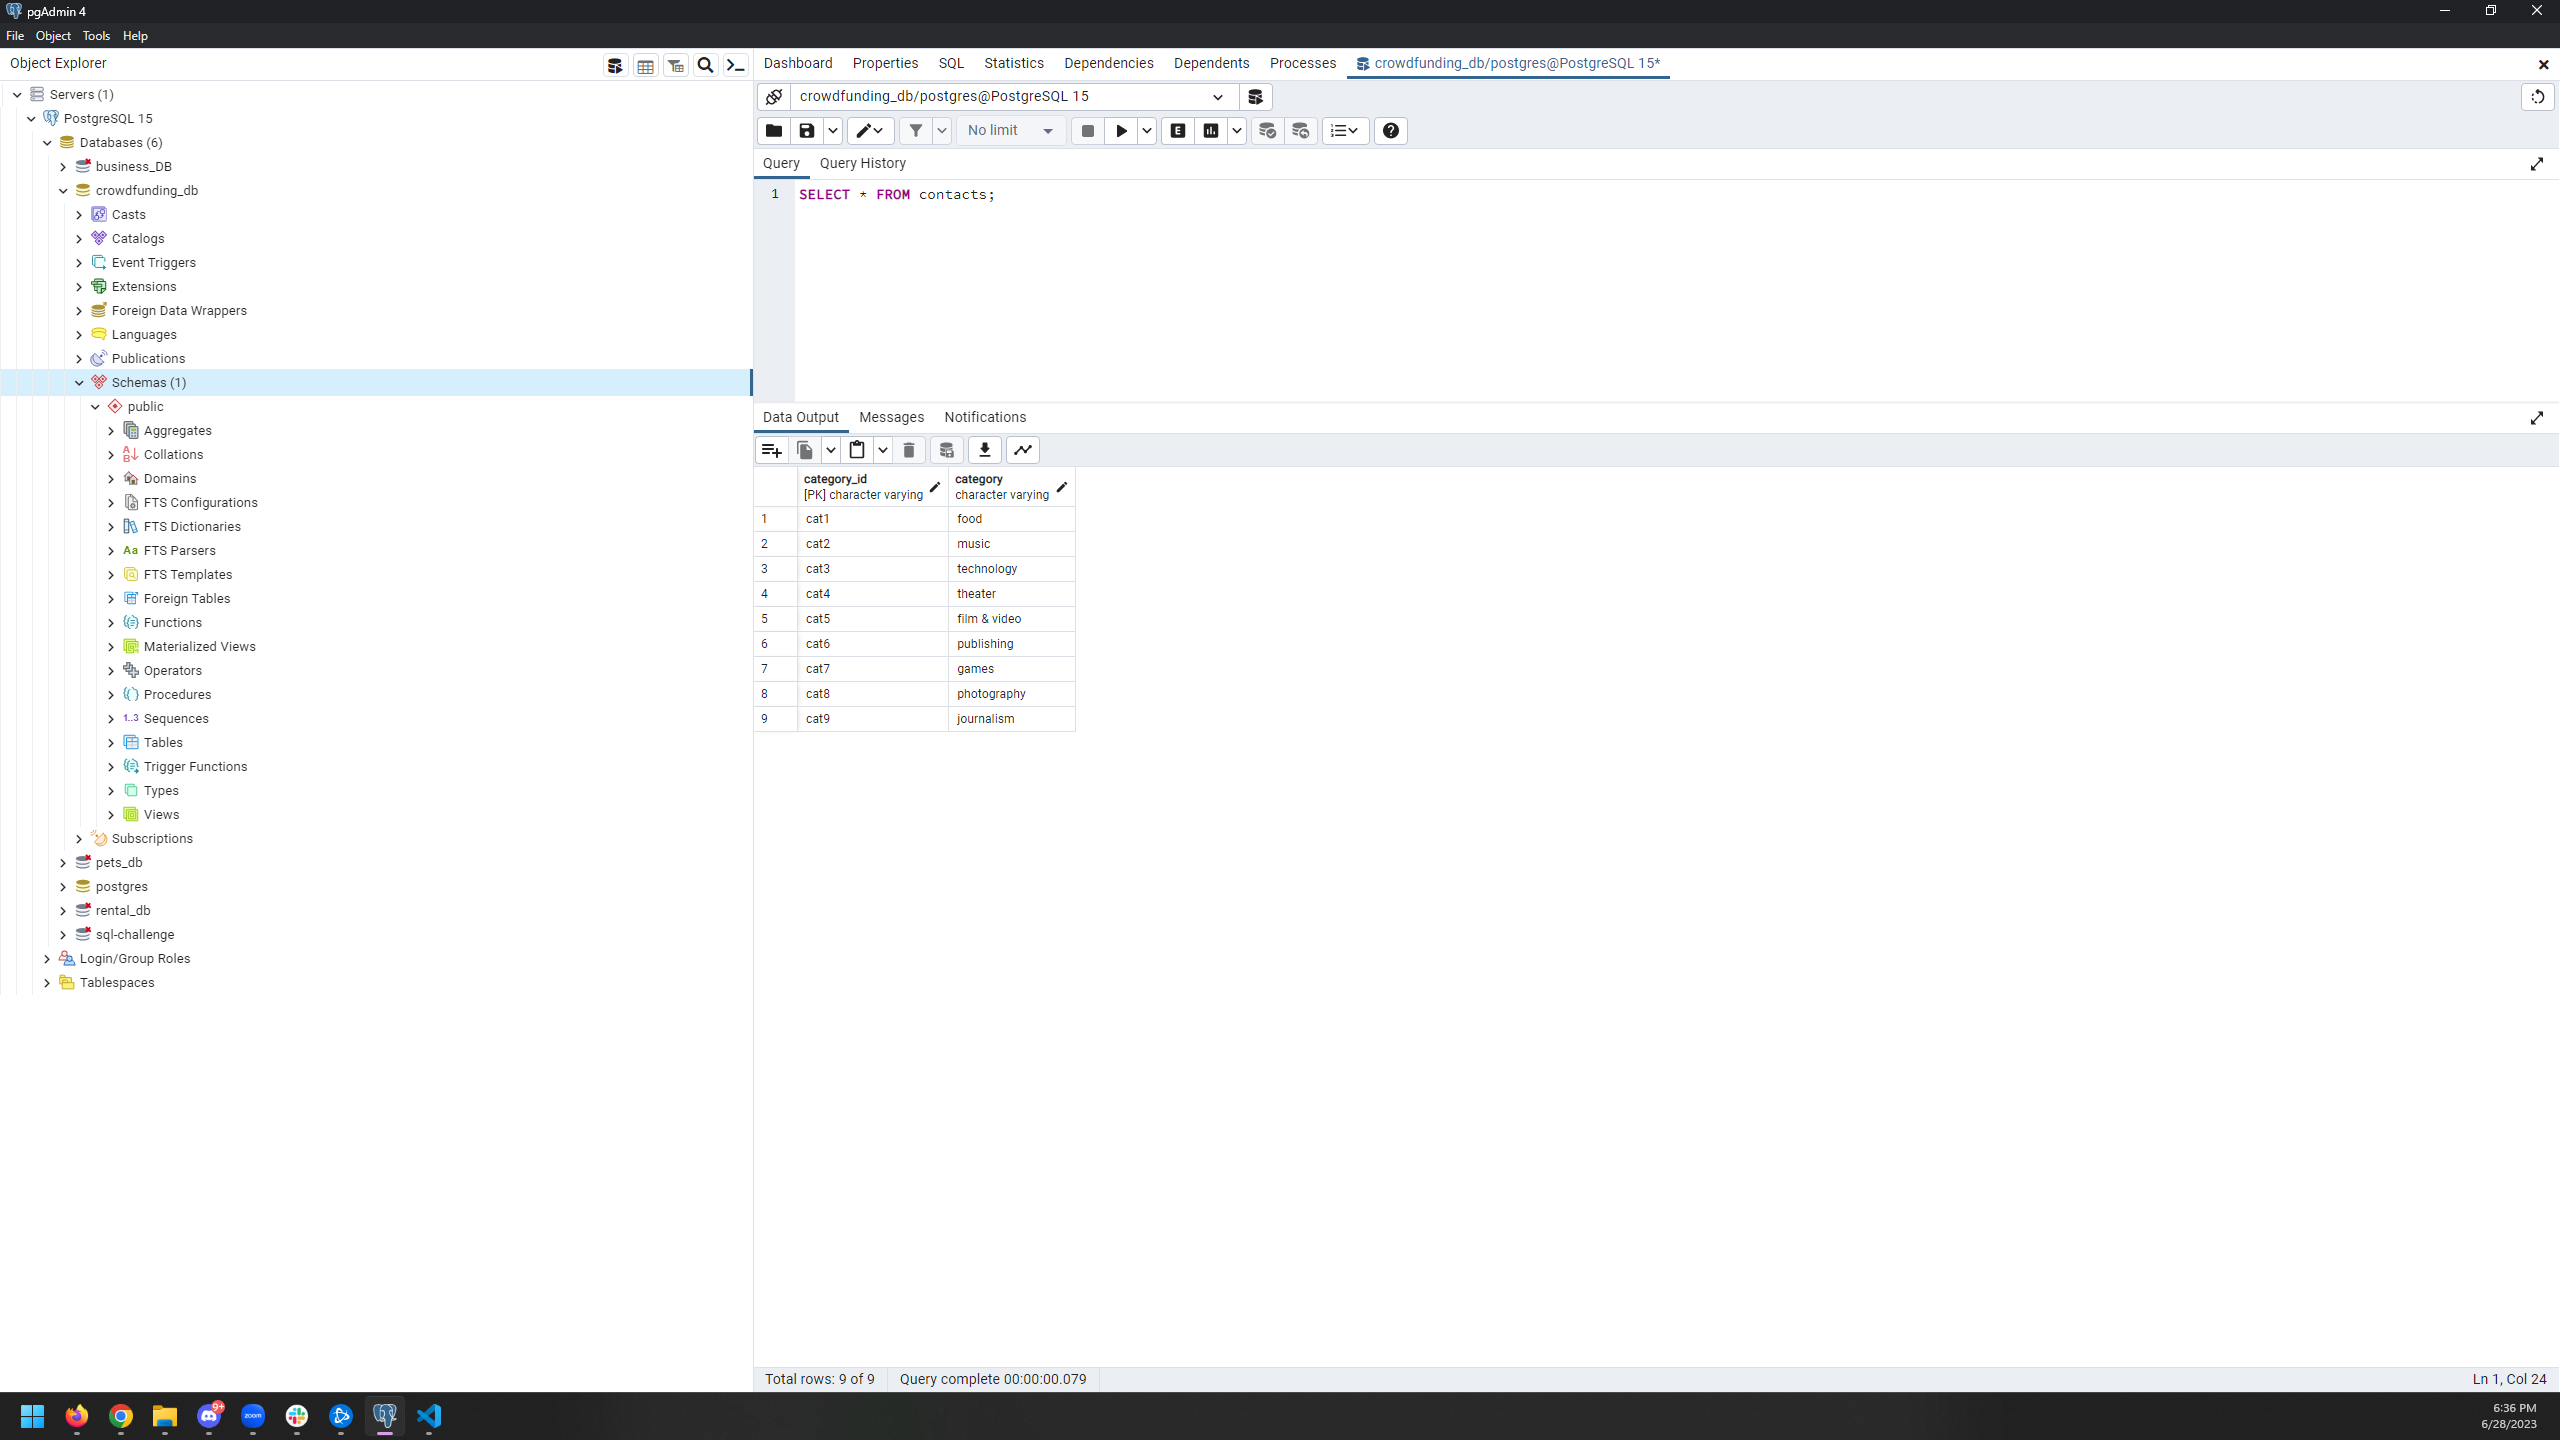 pgAdmin 4
File Object Tools Help
Object Explorer
Servers (1)
PostgreSQL 15
Databases (6)
business_DB
crowdfunding_db
Casts
Catalogs
Event Triggers
Extensions
Foreign Data Wrappers
Languages
Publications
Schemas (1)
public
Aggregates
Collations
Domains
FTS Configurations
FTS Dictionaries
Aa FTS Parsers
FTS Templates
Foreign Tables
Functions
Materialized Views
Operators
Procedures
1..3 Sequences
Tables
Trigger Functions
Types
Views
Subscriptions
pets_db
postgres
rental_db
sql-challenge
Login/Group Roles
Tablespaces
Dashboard Properties SQL Statistics Dependencies Dependents Processes crowdfunding_db/postgres@PostgreSQL 15*
crowdfunding_db/postgres@PostgreSQL 15
No limit E
Query Query History
1 SELECT * FROM contacts;
Data Output Messages Notifications
category_id category
[PK] character varying character varying
1 cat1 food
2 cat2 music
3 cat3 technology
4 cat4 theater
5 cat5 film & video
6 cat6 publishing
7 cat7 games
8 cat8 photography
9 cat9 journalism
Total rows: 9 of 9 Query complete 00:00:00.079 Ln 1, Col 24
9+ zoom
6:36 PM
6/28/2023